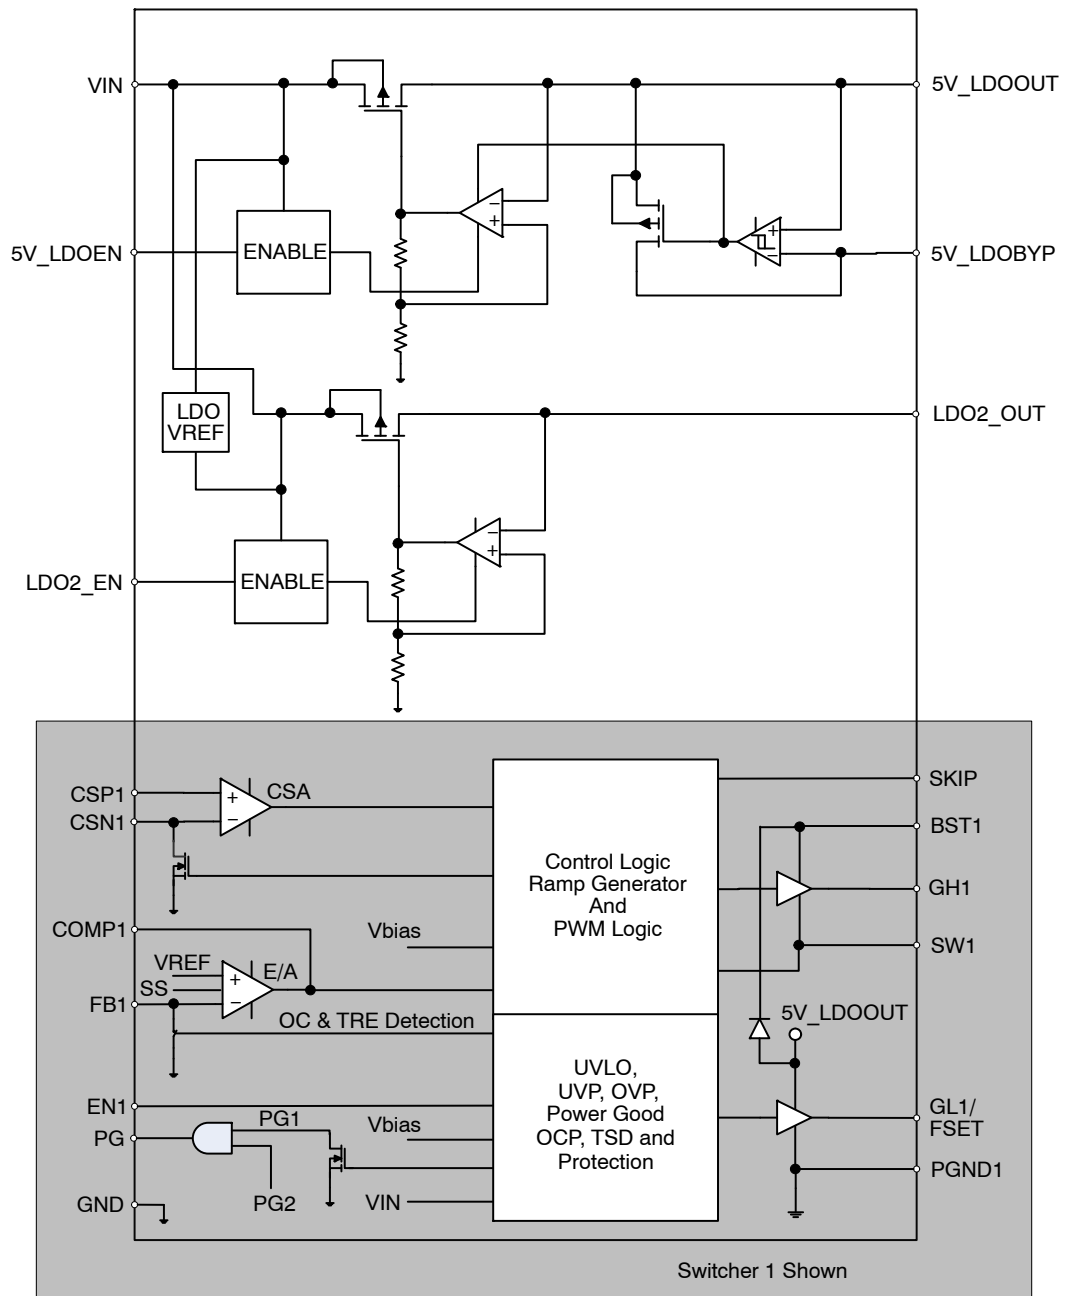 VIN
5V_LDOOUT
5V_LDOEN
ENABLE
−
+
+
−
5V_LDOBYP
LDO
VREF
LDO2_OUT
LDO2_EN
ENABLE
−
+
CSP1
CSN1
+
−
CSA
COMP1
VREF
SS
FB1
+
−
E/A
OC & TRE Detection
Vbias
Control Logic
Ramp Generator
And
PWM Logic
SKIP
BST1
GH1
SW1
5V_LDOOUT
EN1
PG
PG1
PG2
GND
Vbias
VIN
UVLO,
UVP, OVP,
Power Good
OCP, TSD and
Protection
GL1/
FSET
PGND1
Switcher 1 Shown